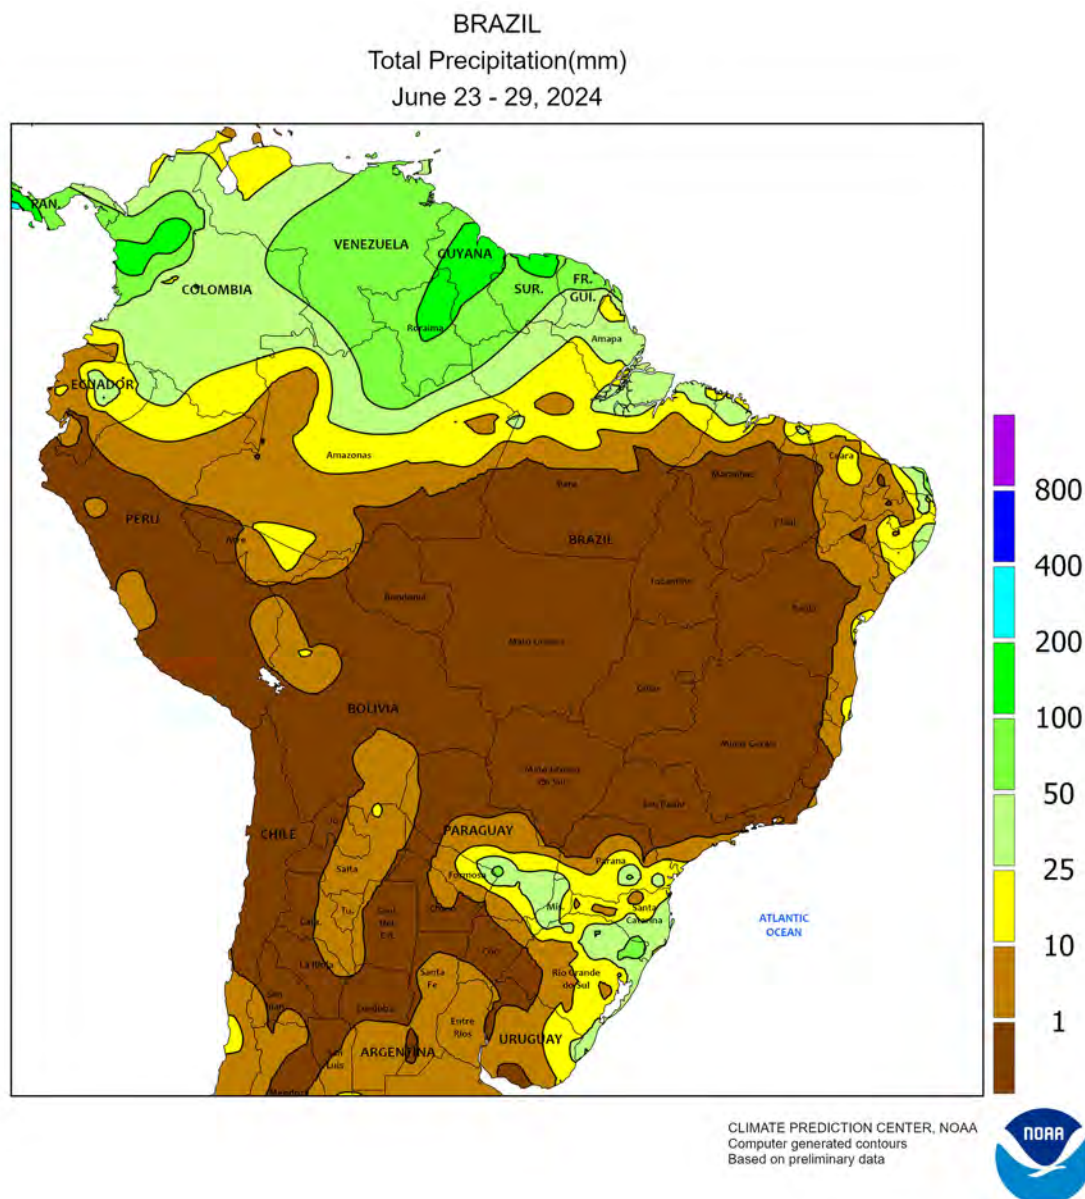 BRAZIL
Total Precipitation(mm)
June 23 - 29, 2024
PAN.
VENEZUELA
GUYANA
COLOMBIA
SUR.
FR.
GUI.
Roraima
Amapa
ECUADOR
Amazonas
Ceara
Para
Maranhao
PERU
Piaui
Acre
BRAZIL
Tocantins
Rondonia
Bahia
Mato Grosso
Goias
BOLIVIA
Minas Gerais
Mato Grosso
do Sul
Sao Paulo
CHILE
PARAGUAY
Parana
Salta
Formosa
Tu.
Chaco
Mis.
Santa
Catarina
Cata.
ATLANTIC
OCEAN
La Rioja
Santa
Fe
Rio Grande
do Sul
San
Juan
Cordoba
Entre
Rios
URUGUAY
ARGENTINA
San
Luis
Mendoza
800
400
200
100
50
25
10
1
CLIMATE PREDICTION CENTER, NOAA
Computer generated contours
Based on preliminary data
NOAA